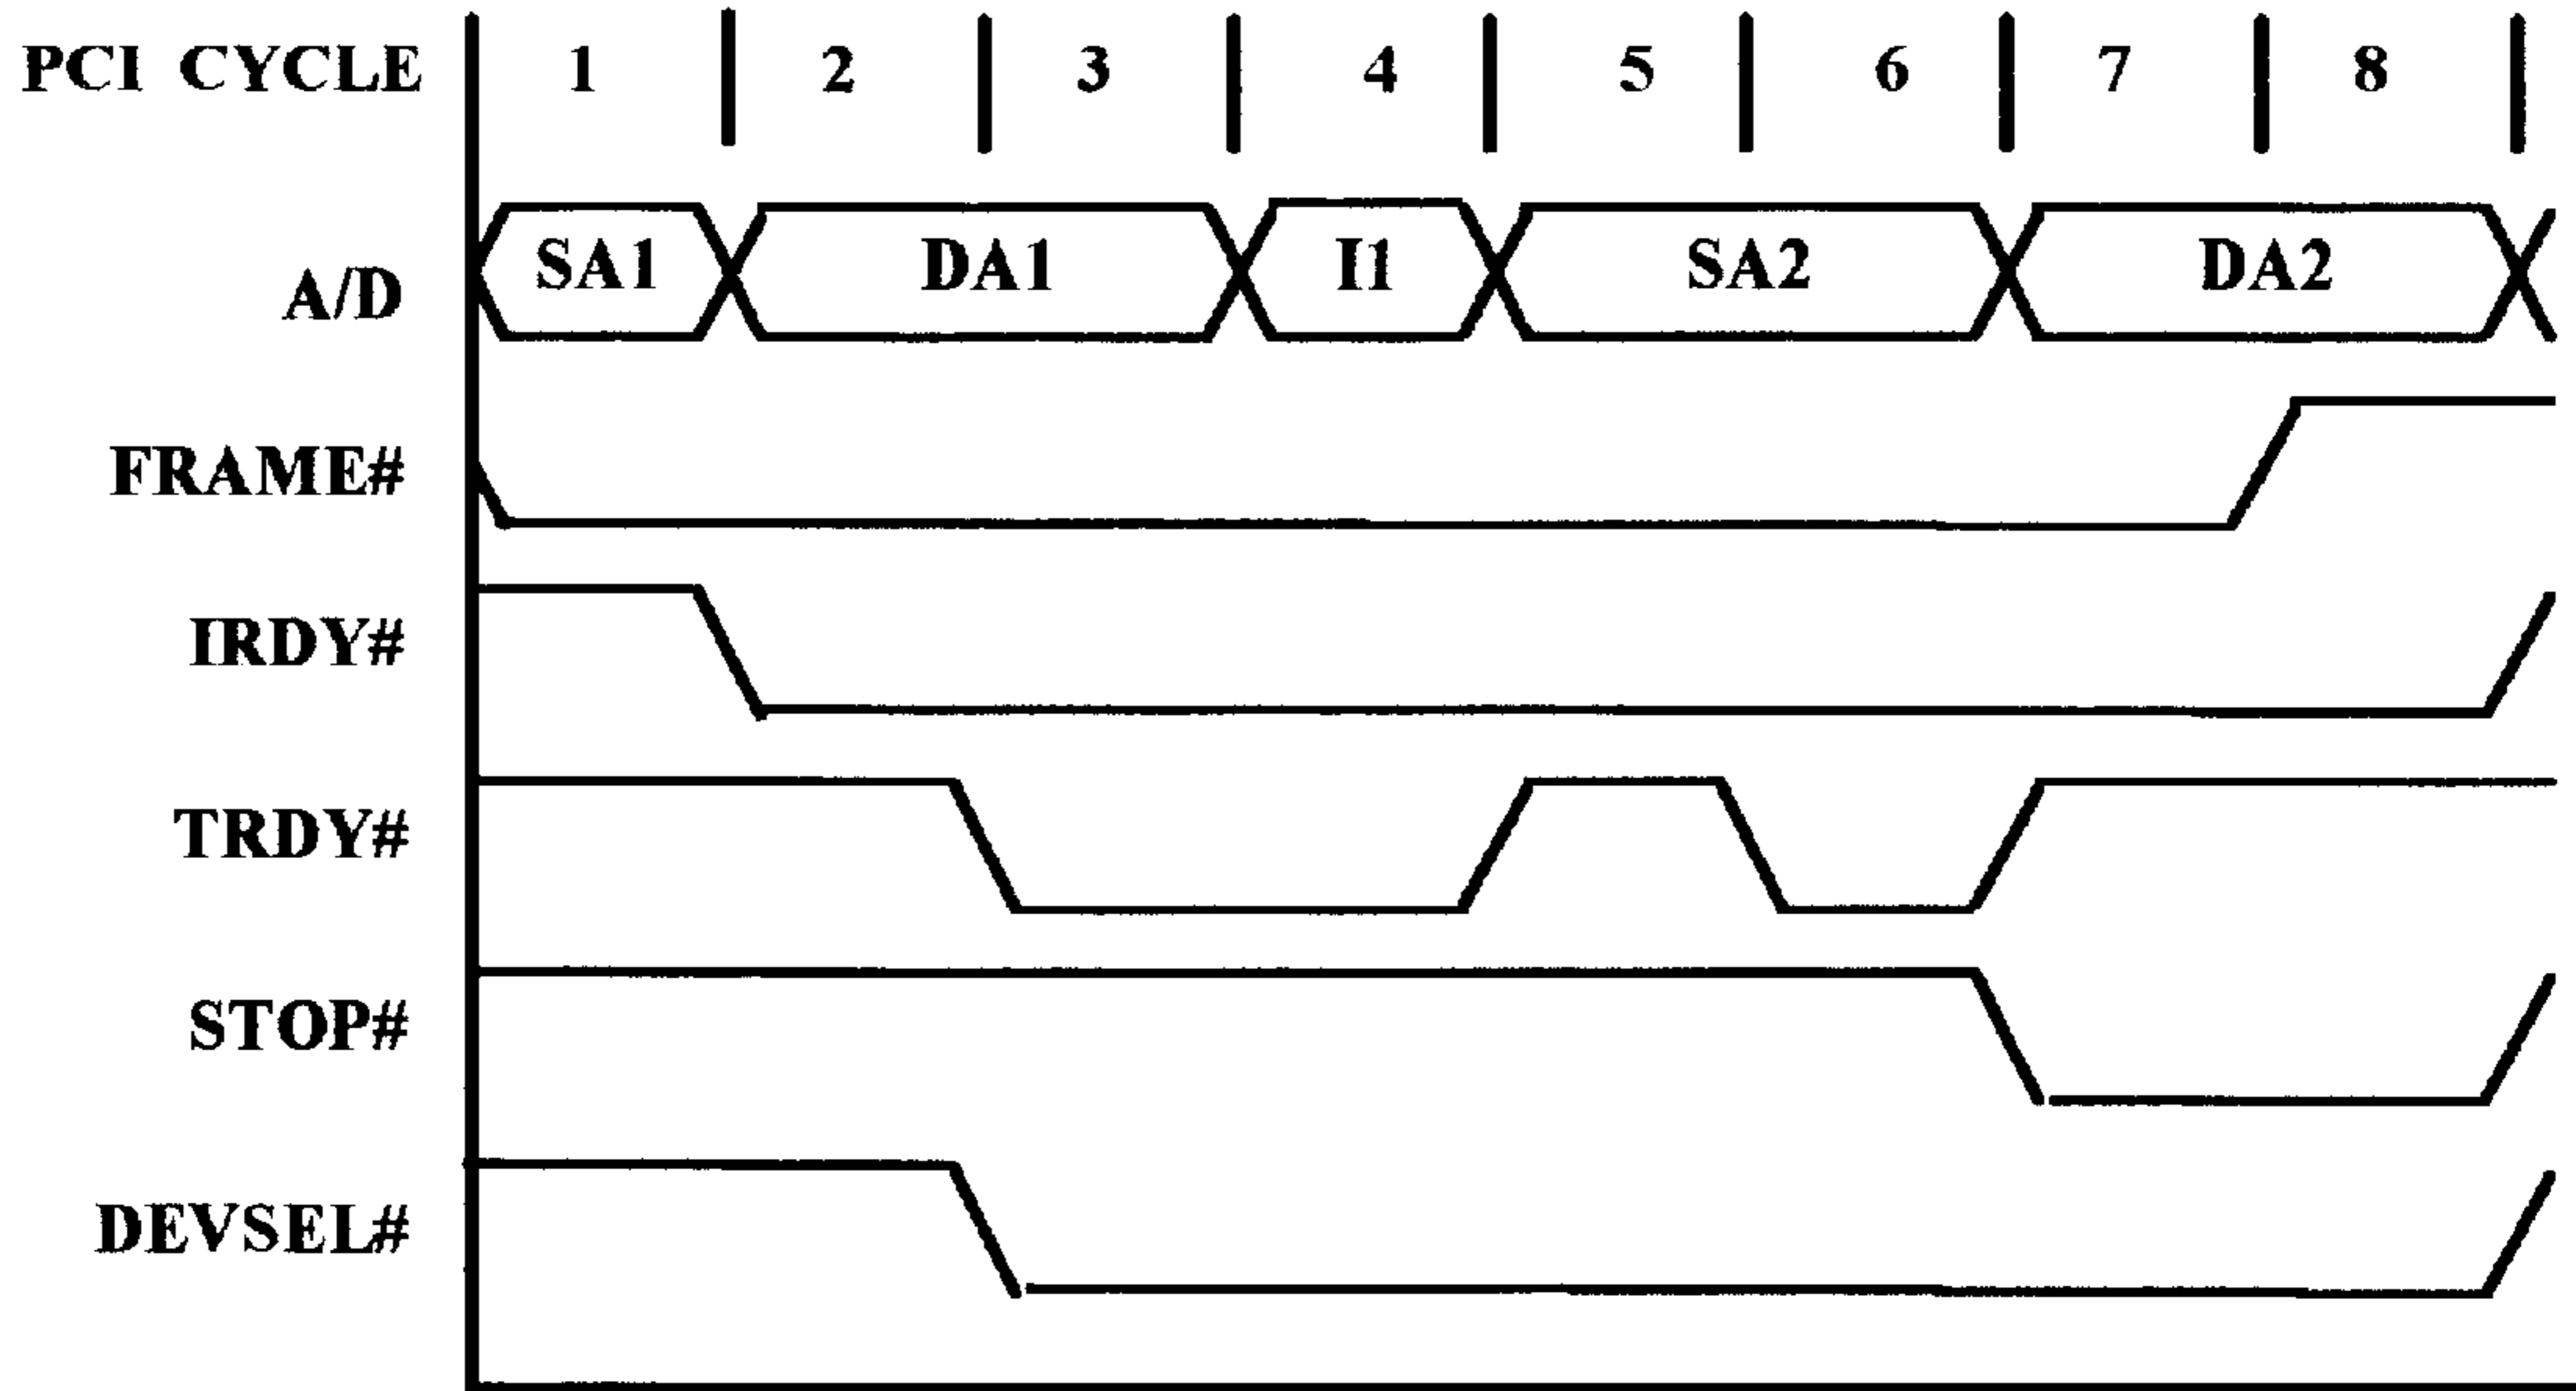 PCI CYCLE 1 2 3 4 5 6 7 8
A/D SA1 DA1 I1 SA2 DA2
FRAME#
IRDY#
TRDY#
STOP#
DEVSEL#